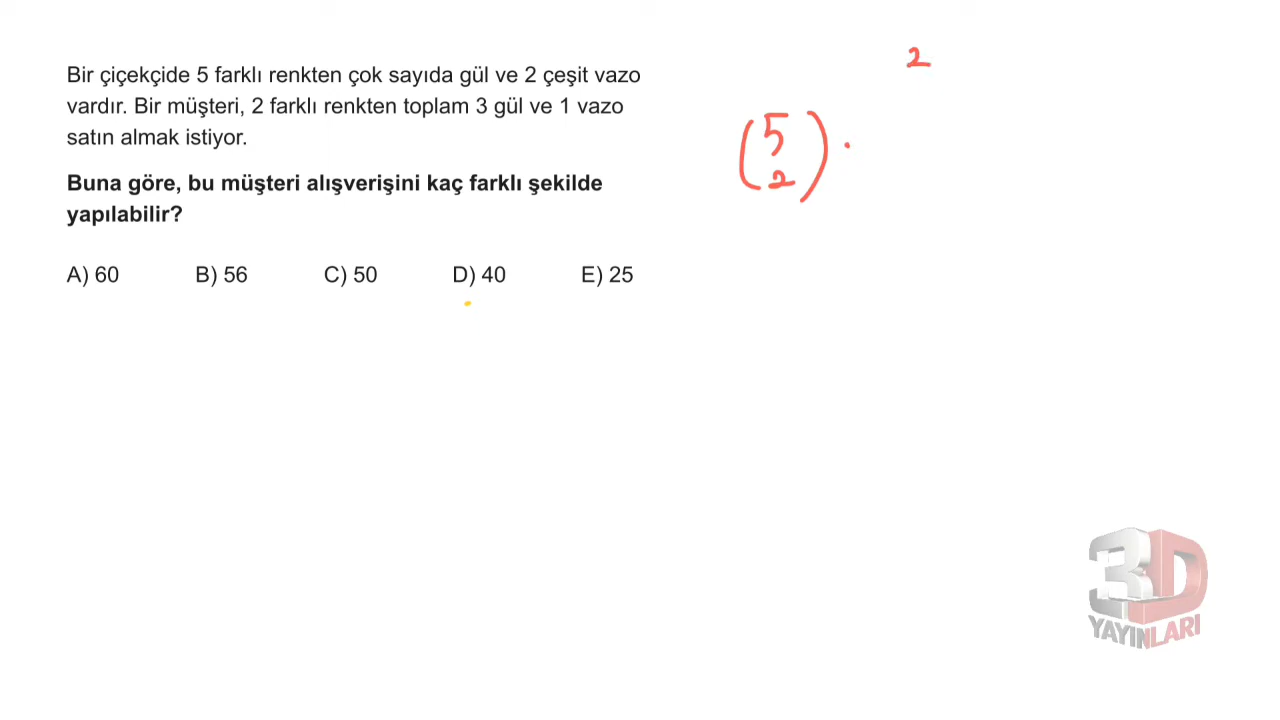 Bir çiçekçide 5 farklı renkten çok sayıda gül ve 2 çeşit vazo
vardır. Bir müşteri, 2 farklı renkten toplam 3 gül ve 1 vazo
satın almak istiyor.
Buna göre, bu müşteri alışverişini kaç farklı şekilde
yapılabilir?
A) 60 B) 56 C) 50 D) 40 E) 25
2
(5
2) ·
3D
YAYINLARI